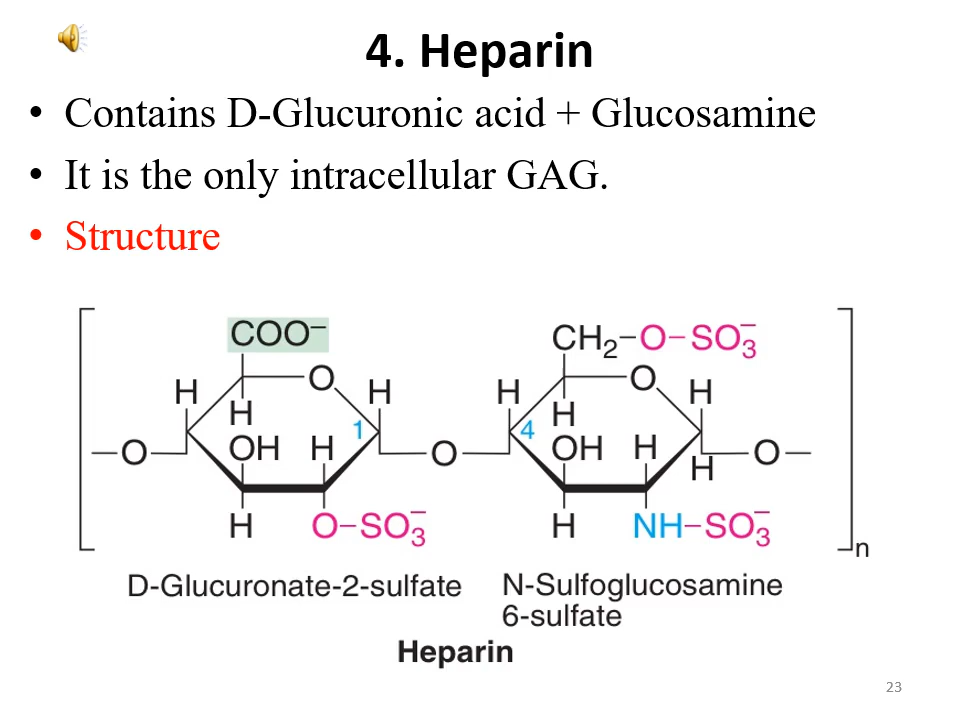 4. Heparin
• Contains D-Glucuronic acid + Glucosamine
• It is the only intracellular GAG.
• Structure
COO⁻ CH₂–O–SO₃⁻
H O H H O H
H H
1 4
–O OH H O OH H H O–
H O–SO₃⁻ H NH–SO₃⁻
n
D-Glucuronate-2-sulfate N-Sulfoglucosamine
6-sulfate
Heparin
23